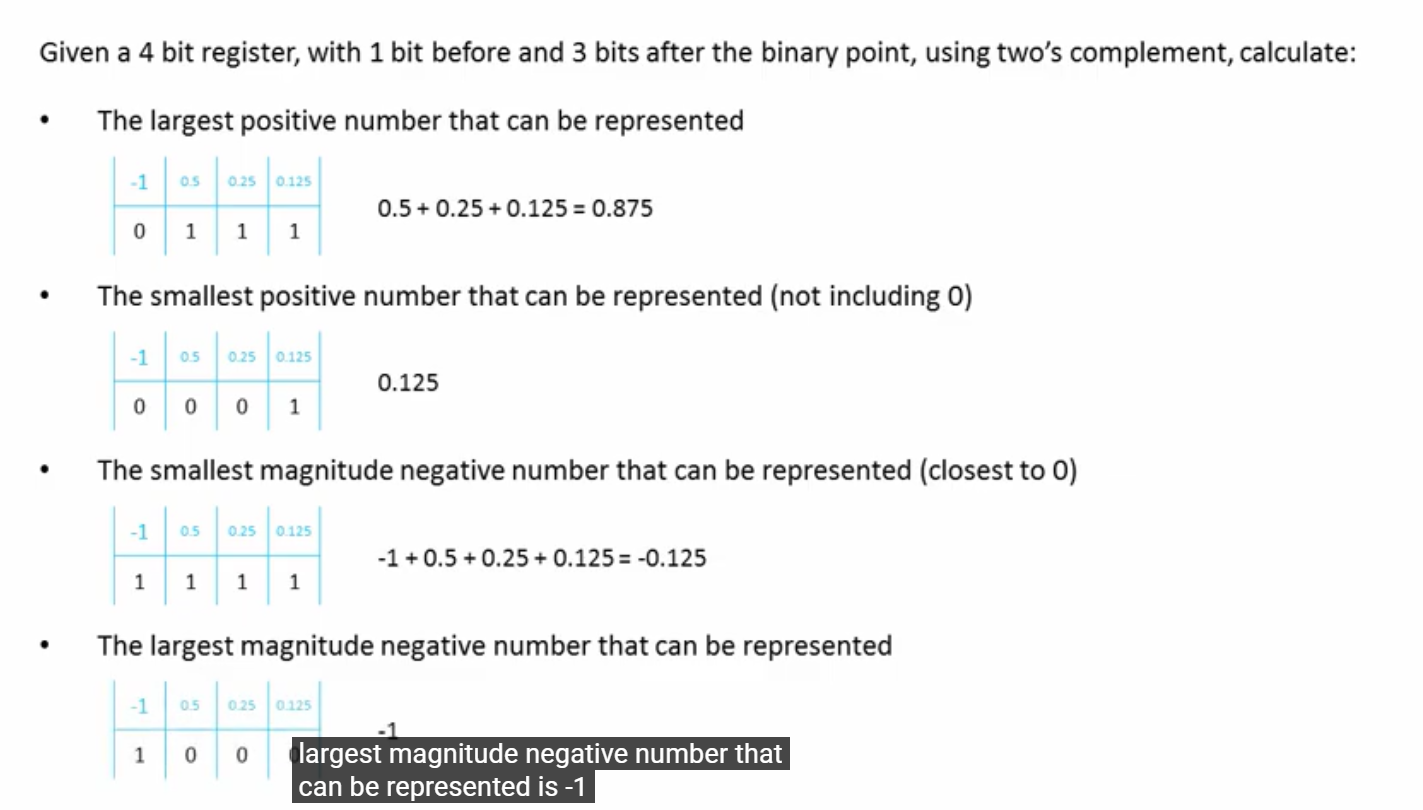 Given a 4 bit register, with 1 bit before and 3 bits after the binary point, using two's complement, calculate:
• The largest positive number that can be represented
-1 0.5 0.25 0.125
0.5 + 0.25 + 0.125 = 0.875
0 1 1 1
• The smallest positive number that can be represented (not including 0)
-1 0.5 0.25 0.125
0.125
0 0 0 1
• The smallest magnitude negative number that can be represented (closest to 0)
-1 0.5 0.25 0.125
-1 + 0.5 + 0.25 + 0.125 = -0.125
1 1 1 1
• The largest magnitude negative number that can be represented
-1 0.5 0.25 0.125
-1
1 0 0
largest magnitude negative number that
can be represented is -1